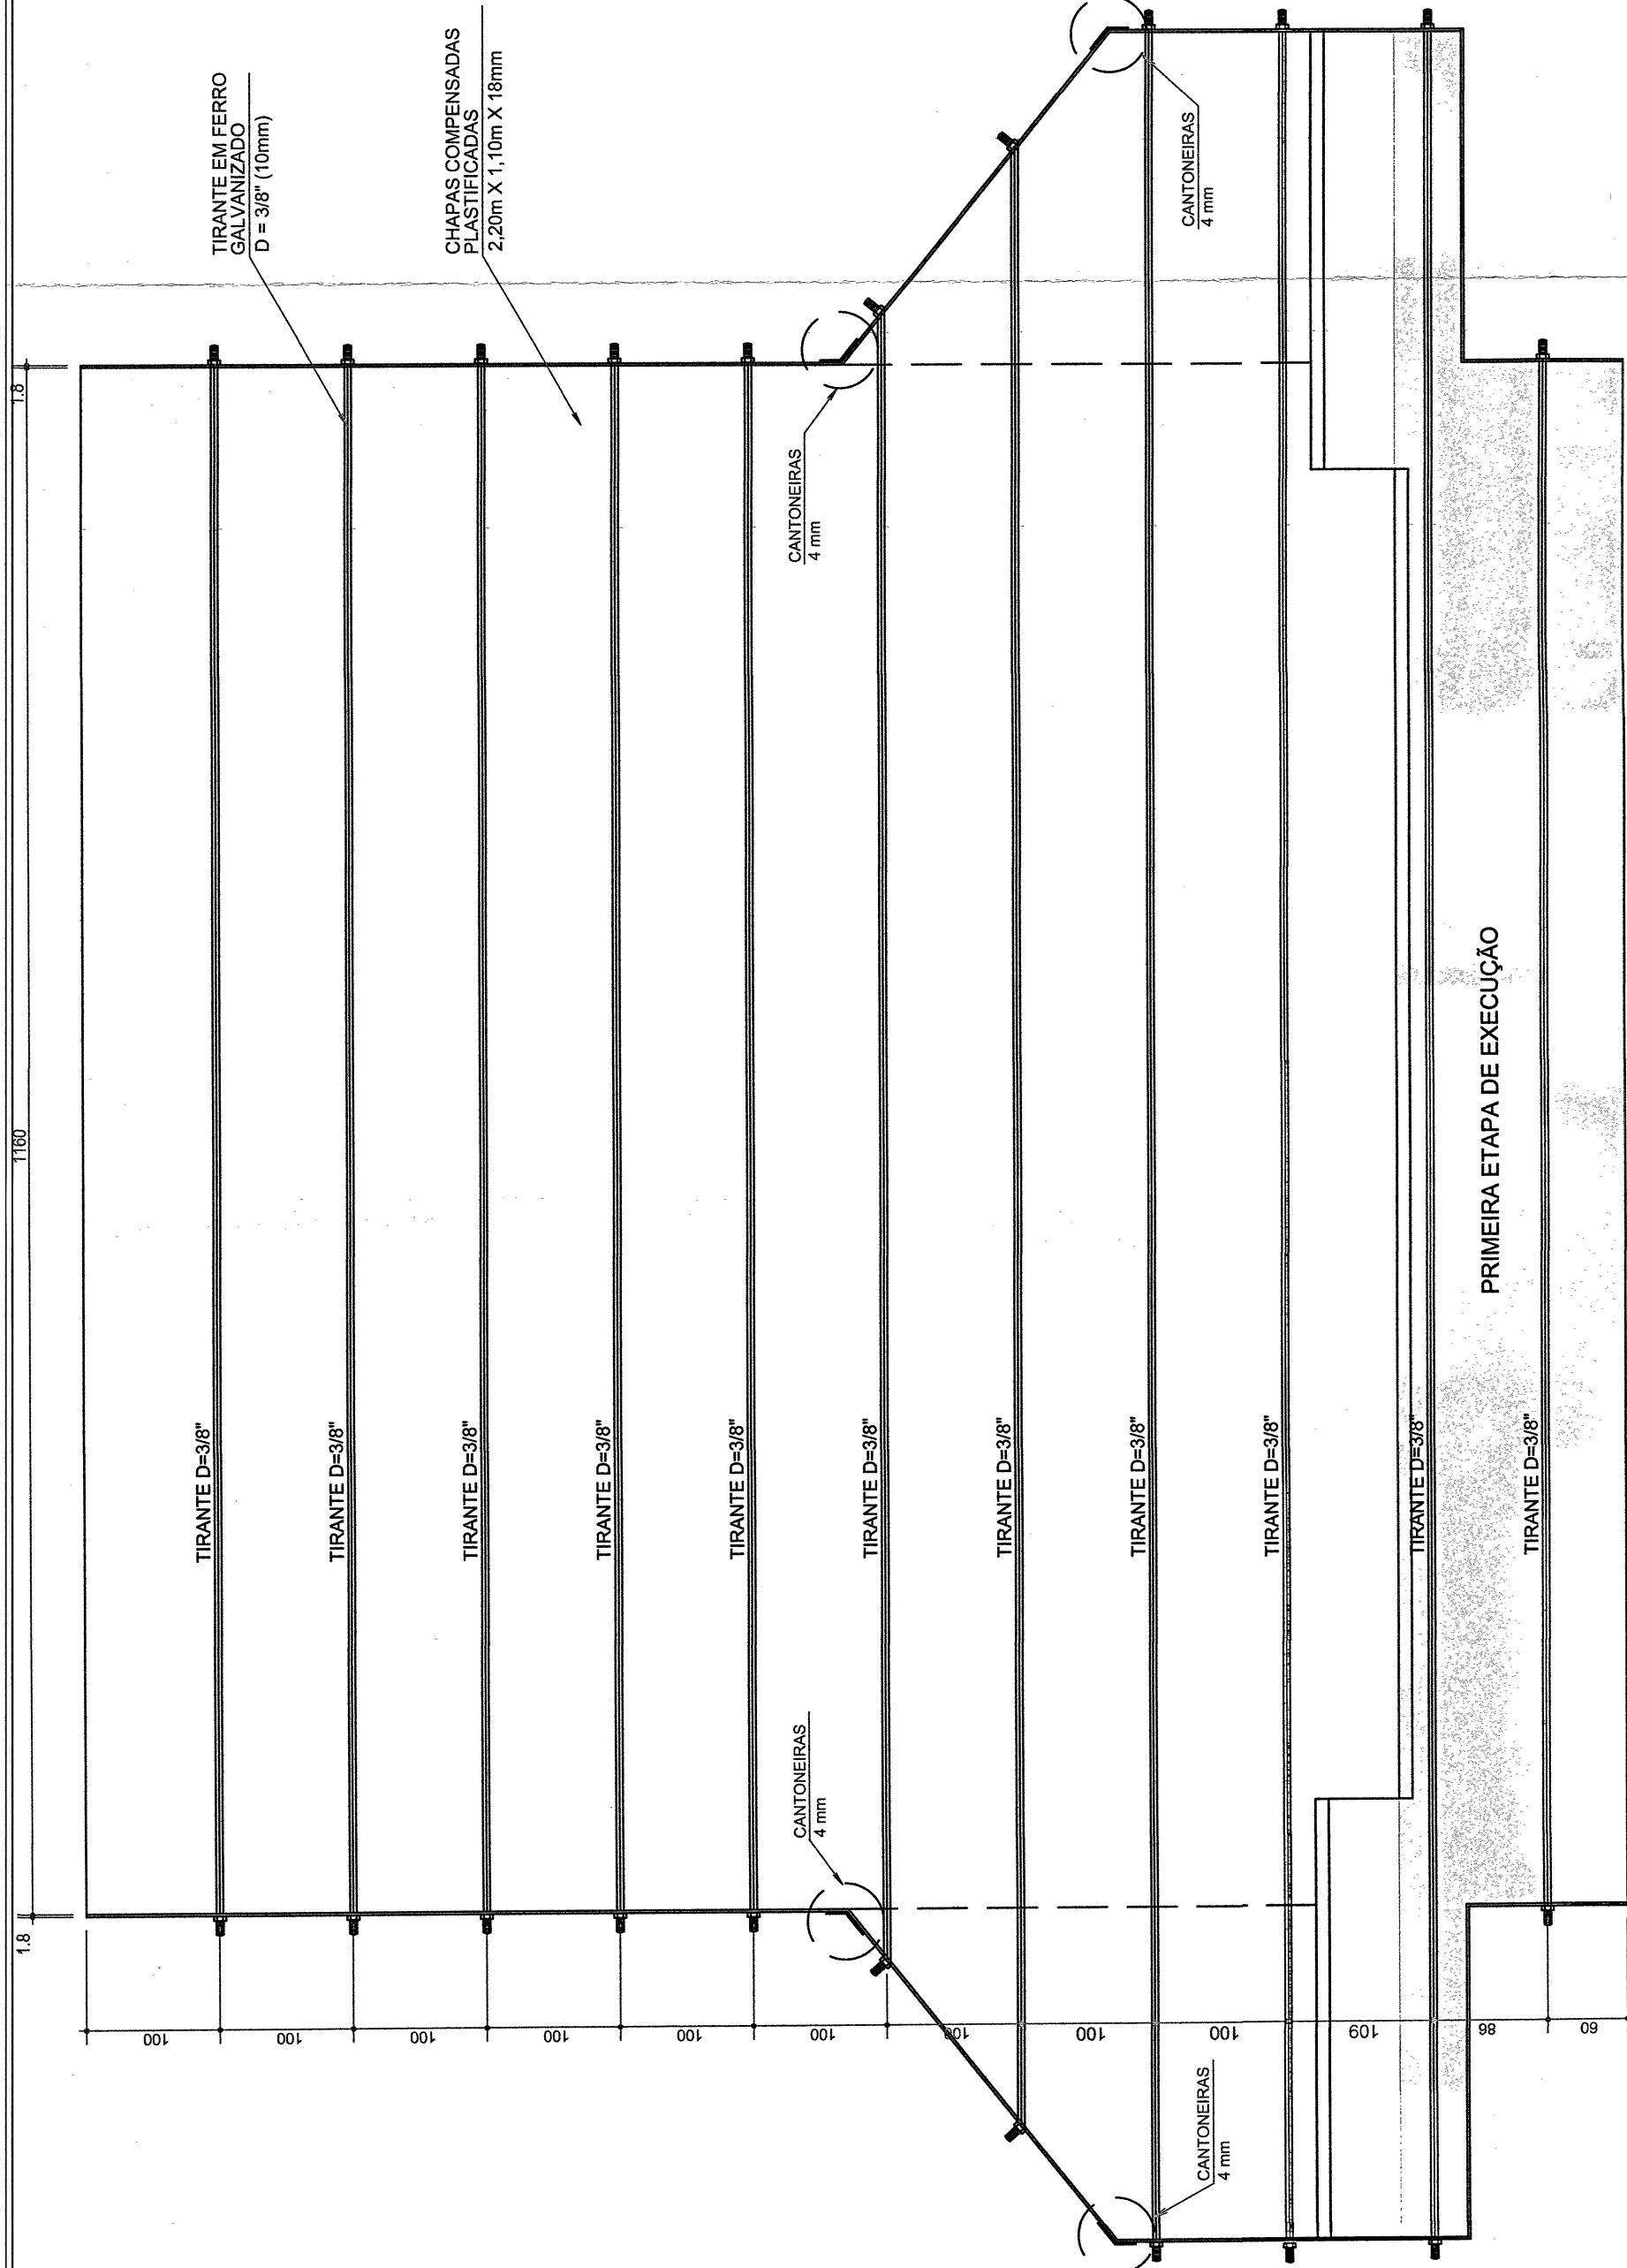 1.8
1160
1.8
TIRANTE EM FERRO
GALVANIZADO
D = 3/8" (10mm)
CHAPAS COMPENSADAS
PLASTIFICADAS
2,20m X 1,10m X 18mm
CANTONEIRAS
4 mm
CANTONEIRAS
4 mm
CANTONEIRAS
4 mm
CANTONEIRAS
4 mm
TIRANTE D=3/8"
TIRANTE D=3/8"
TIRANTE D=3/8"
TIRANTE D=3/8"
TIRANTE D=3/8"
TIRANTE D=3/8"
TIRANTE D=3/8"
TIRANTE D=3/8"
TIRANTE D=3/8"
TIRANTE D=3/8"
TIRANTE D=3/8"
PRIMEIRA ETAPA DE EXECUÇÃO
100
100
100
100
100
100
100
100
100
109
86
60